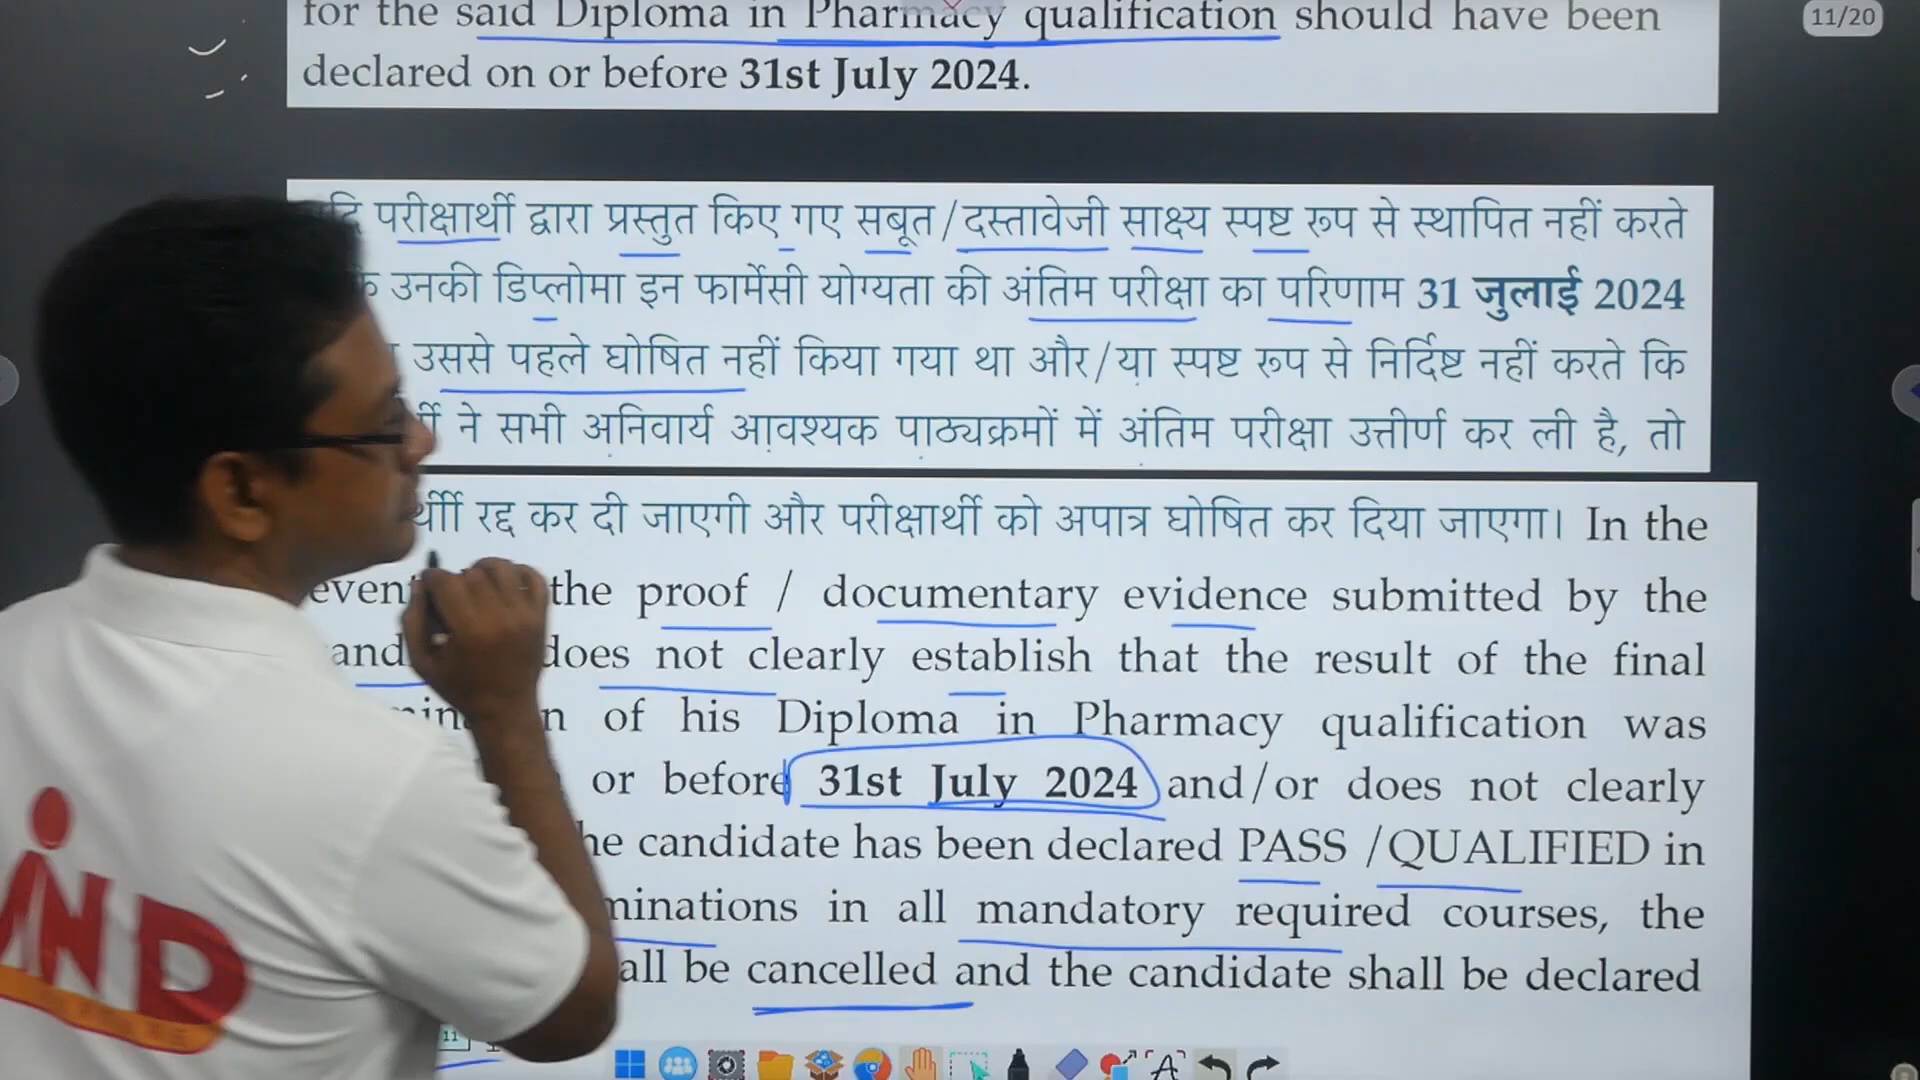 for the said Diploma in Pharmacy qualification should have been
11/20
declared on or before 31st July 2024.
परीक्षार्थी द्वारा प्रस्तुत किए गए सबूत/दस्तावेजी साक्ष्य स्पष्ट रूप से स्थापित नहीं करते
उनकी डिप्लोमा इन फार्मेसी योग्यता की अंतिम परीक्षा का परिणाम 31 जुलाई 2024
उससे पहले घोषित नहीं किया गया था और/या स्पष्ट रूप से निर्दिष्ट नहीं करते कि
ने सभी अनिवार्य आवश्यक पाठ्यक्रमों में अंतिम परीक्षा उत्तीर्ण कर ली है, तो
रद्द कर दी जाएगी और परीक्षार्थी को अपात्र घोषित कर दिया जाएगा। In the
the proof / documentary evidence submitted by the
does not clearly establish that the result of the final
of his Diploma in Pharmacy qualification was
or before 31st July 2024 and/or does not clearly
candidate has been declared PASS /QUALIFIED in
in all mandatory required courses, the
be cancelled and the candidate shall be declared
11
ND